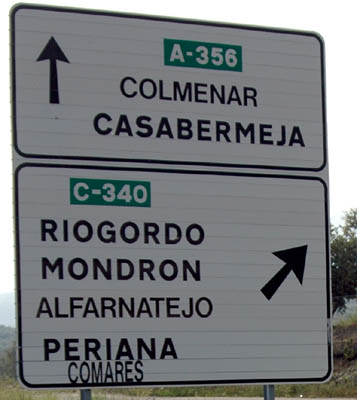 A-356
COLMENAR
CASABERMEJA
C-340
RIOGORDO
MONDRON
ALFARNATEJO
PERIANA
COMARES